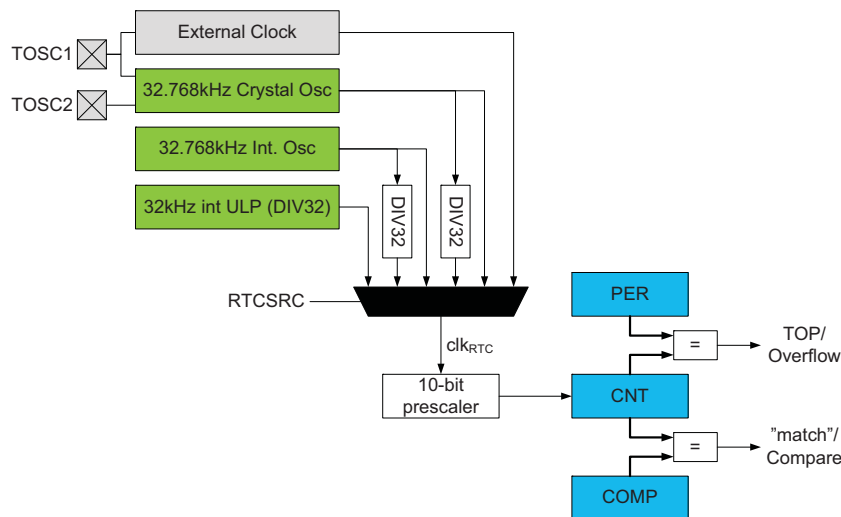 External Clock
TOSC1
32.768kHz Crystal Osc
TOSC2
32.768kHz Int. Osc
32kHz int ULP (DIV32)
DIV32
DIV32
RTCSRC
PER
clkRTC
=
TOP/
Overflow
10-bit
prescaler
CNT
=
”match”/
Compare
COMP